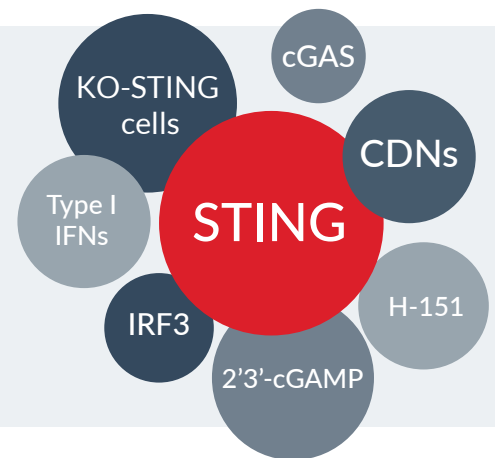 cGAS
KO-STING
cells
CDNs
Type I
IFNs
STING
H-151
IRF3
2’3’-cGAMP